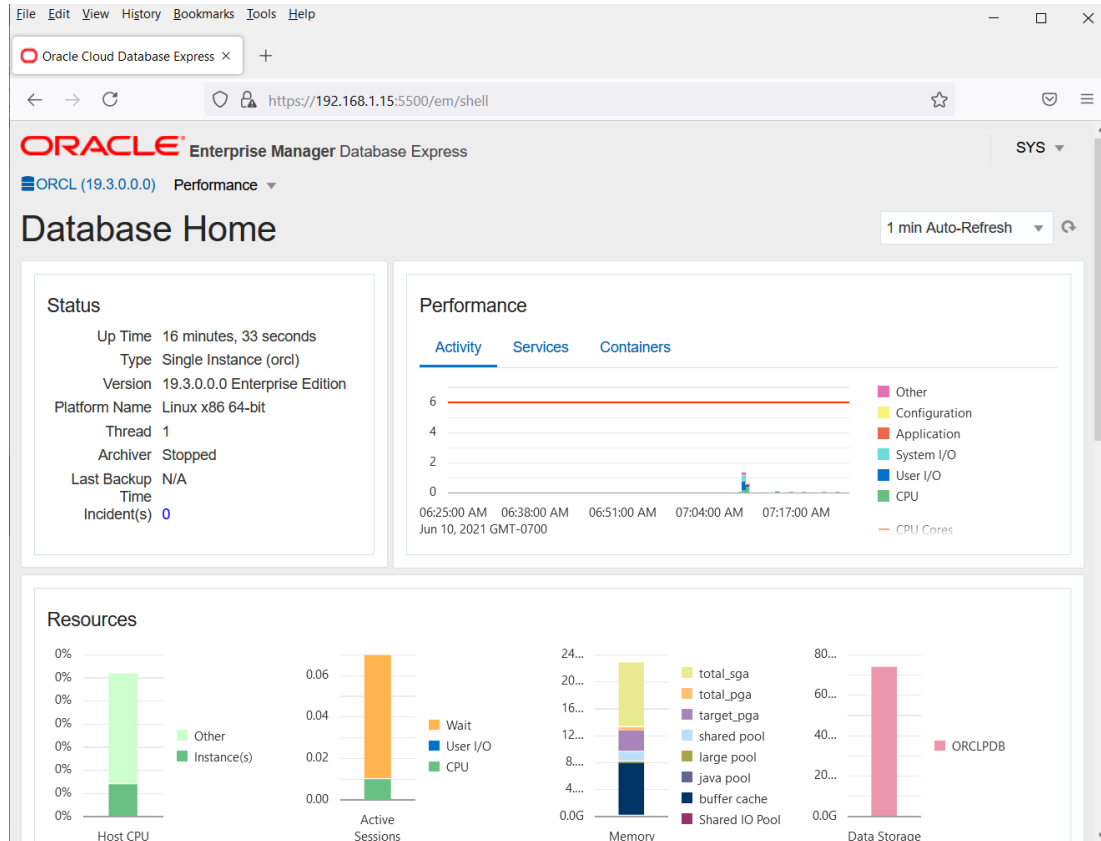 File Edit View History Bookmarks Tools Help
Oracle Cloud Database Express
https://192.168.1.15:5500/em/shell
ORACLE Enterprise Manager Database Express
SYS
ORCL (19.3.0.0.0) Performance
Database Home
1 min Auto-Refresh
Status
Up Time 16 minutes, 33 seconds
Type Single Instance (orcl)
Version 19.3.0.0.0 Enterprise Edition
Platform Name Linux x86 64-bit
Thread 1
Archiver Stopped
Last Backup N/A
Time
Incident(s) 0
Performance
Activity Services Containers
6
4
2
0
06:25:00 AM 06:38:00 AM 06:51:00 AM 07:04:00 AM 07:17:00 AM
Jun 10, 2021 GMT-0700
Other
Configuration
Application
System I/O
User I/O
CPU
CPU Cores
Resources
0%
0%
0%
0%
0%
0%
0%
0%
Other
Instance(s)
Host CPU
0.06
0.04
0.02
0.00
Wait
User I/O
CPU
Active
Sessions
24...
20...
16...
12...
8....
4....
0.0G
total_sga
total_pga
target_pga
shared pool
large pool
java pool
buffer cache
Shared IO Pool
Memory
80...
60...
40...
20...
0.0G
ORCLPDB
Data Storage